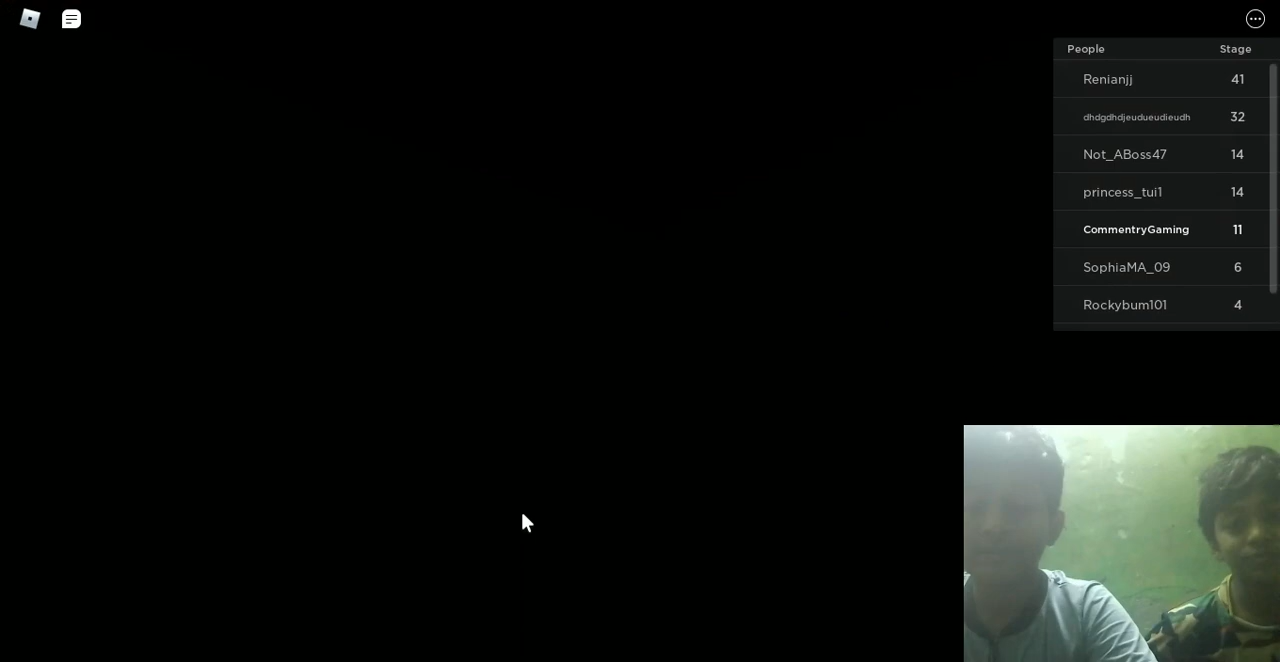 People Stage
Renianjj 41
dhdgdhdjeudueudieudh 32
Not_ABoss47 14
princess_tui1 14
CommentryGaming 11
SophiaMA_09 6
Rockybum101 4